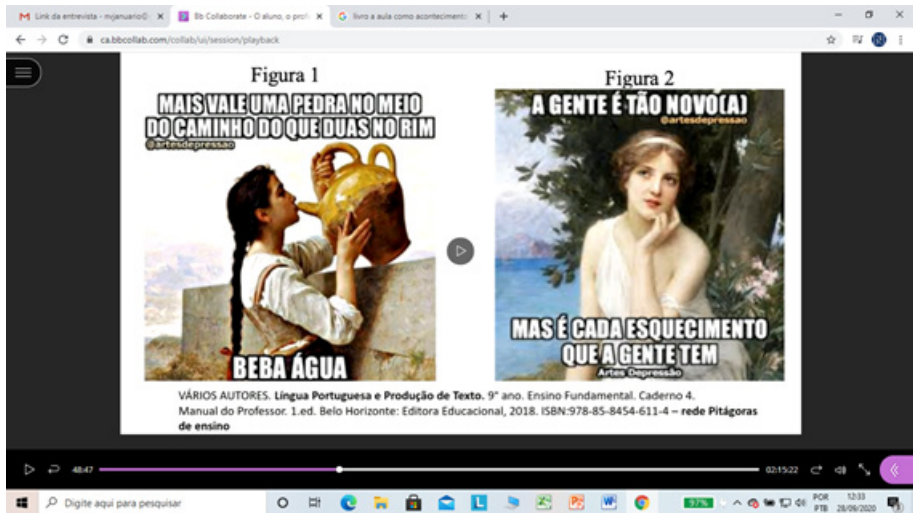 Link da entrevista - mjanuario@
Bb Collaborate - O aluno, o prof
livro a aula como acontecimento
ca.bbcollab.com/collab/ui/session/playback
Figura 1
MAIS VALE UMA PEDRA NO MEIO
DO CAMINHO DO QUE DUAS NO RIM
@artesdepressao
BEBA ÁGUA
Figura 2
A GENTE É TÃO NOVO(A)
@artesdepressao
MAS É CADA ESQUECIMENTO
QUE A GENTE TEM
Artes Depressão
VÁRIOS AUTORES. Língua Portuguesa e Produção de Texto. 9° ano. Ensino Fundamental. Caderno 4.
Manual do Professor. 1.ed. Belo Horizonte: Editora Educacional, 2018. ISBN:978-85-8454-611-4 – rede Pitágoras
de ensino
48:47
02:15:22
Digite aqui para pesquisar
97%
POR
PTB
12:33
28/09/2020